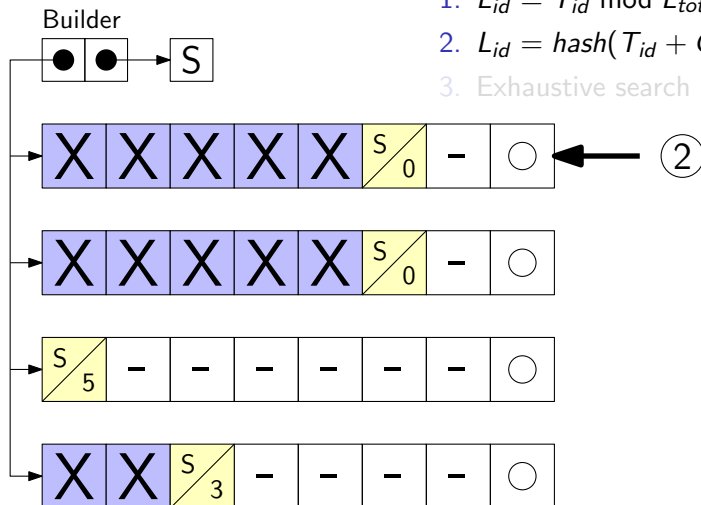 Builder
S
1. L_id = T_id mod L_tot
2. L_id = hash(T_id +
3. Exhaustive search
X X X X X S/0 - ○
②
X X X X X S/0 - ○
S/5 - - - - - - ○
X X S/3 - - - - ○